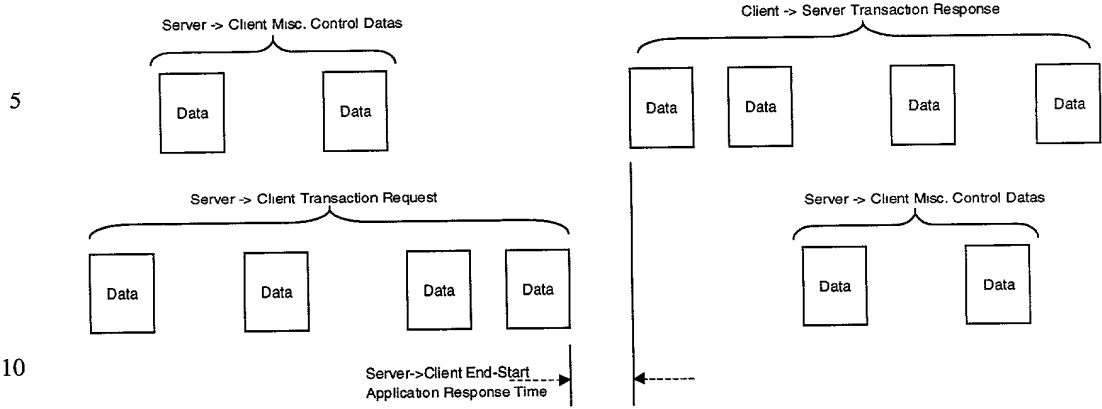 Server -> Client Misc. Control Datas
Client -> Server Transaction Response
5
Data Data
Data Data Data Data
Server -> Client Transaction Request
Server -> Client Misc. Control Datas
Data Data Data Data
Data Data
10
Server->Client End-Start
Application Response Time